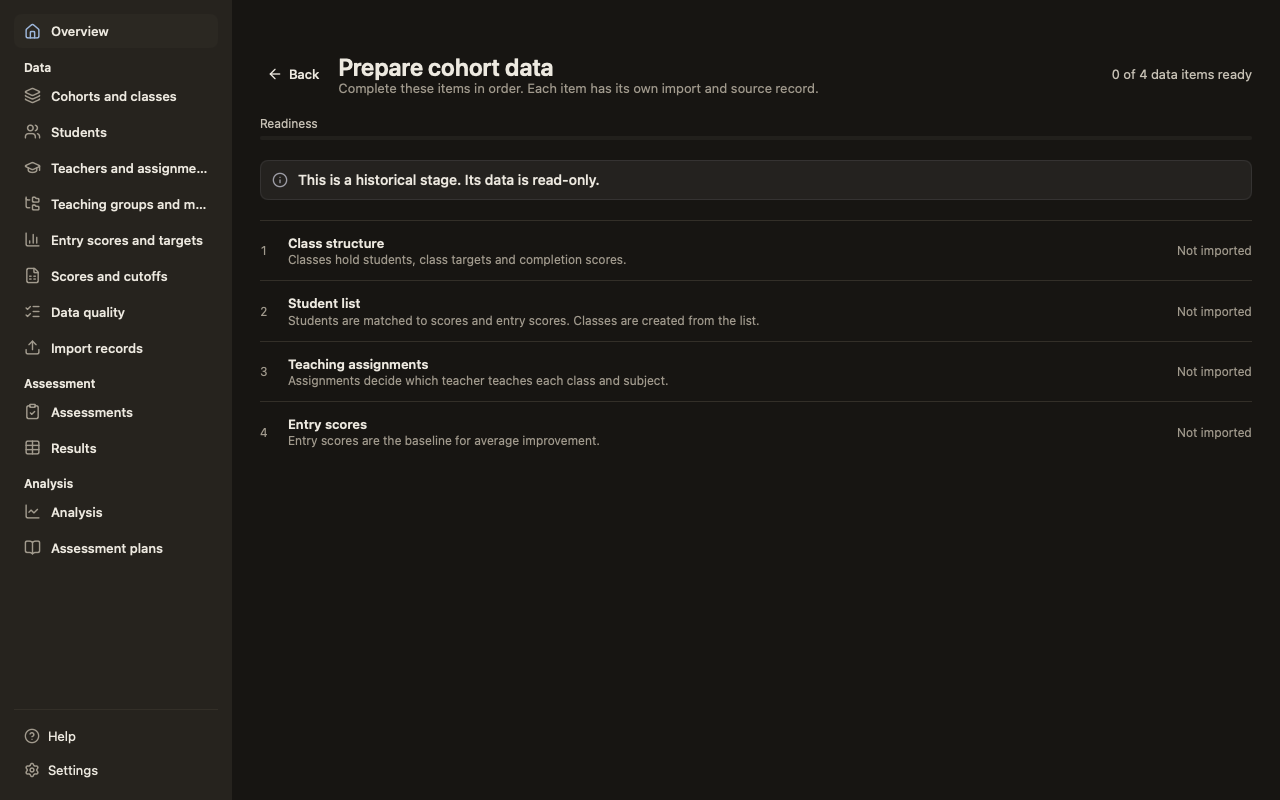 Overview
Data
Cohorts and classes
Students
Teachers and assignme...
Teaching groups and m...
Entry scores and targets
Scores and cutoffs
Data quality
Import records
Assessment
Assessments
Results
Analysis
Analysis
Assessment plans
Help
Settings
Back
Prepare cohort data
Complete these items in order. Each item has its own import and source record.
0 of 4 data items ready
Readiness
This is a historical stage. Its data is read-only.
1
Class structure
Classes hold students, class targets and completion scores.
Not imported
2
Student list
Students are matched to scores and entry scores. Classes are created from the list.
Not imported
3
Teaching assignments
Assignments decide which teacher teaches each class and subject.
Not imported
4
Entry scores
Entry scores are the baseline for average improvement.
Not imported